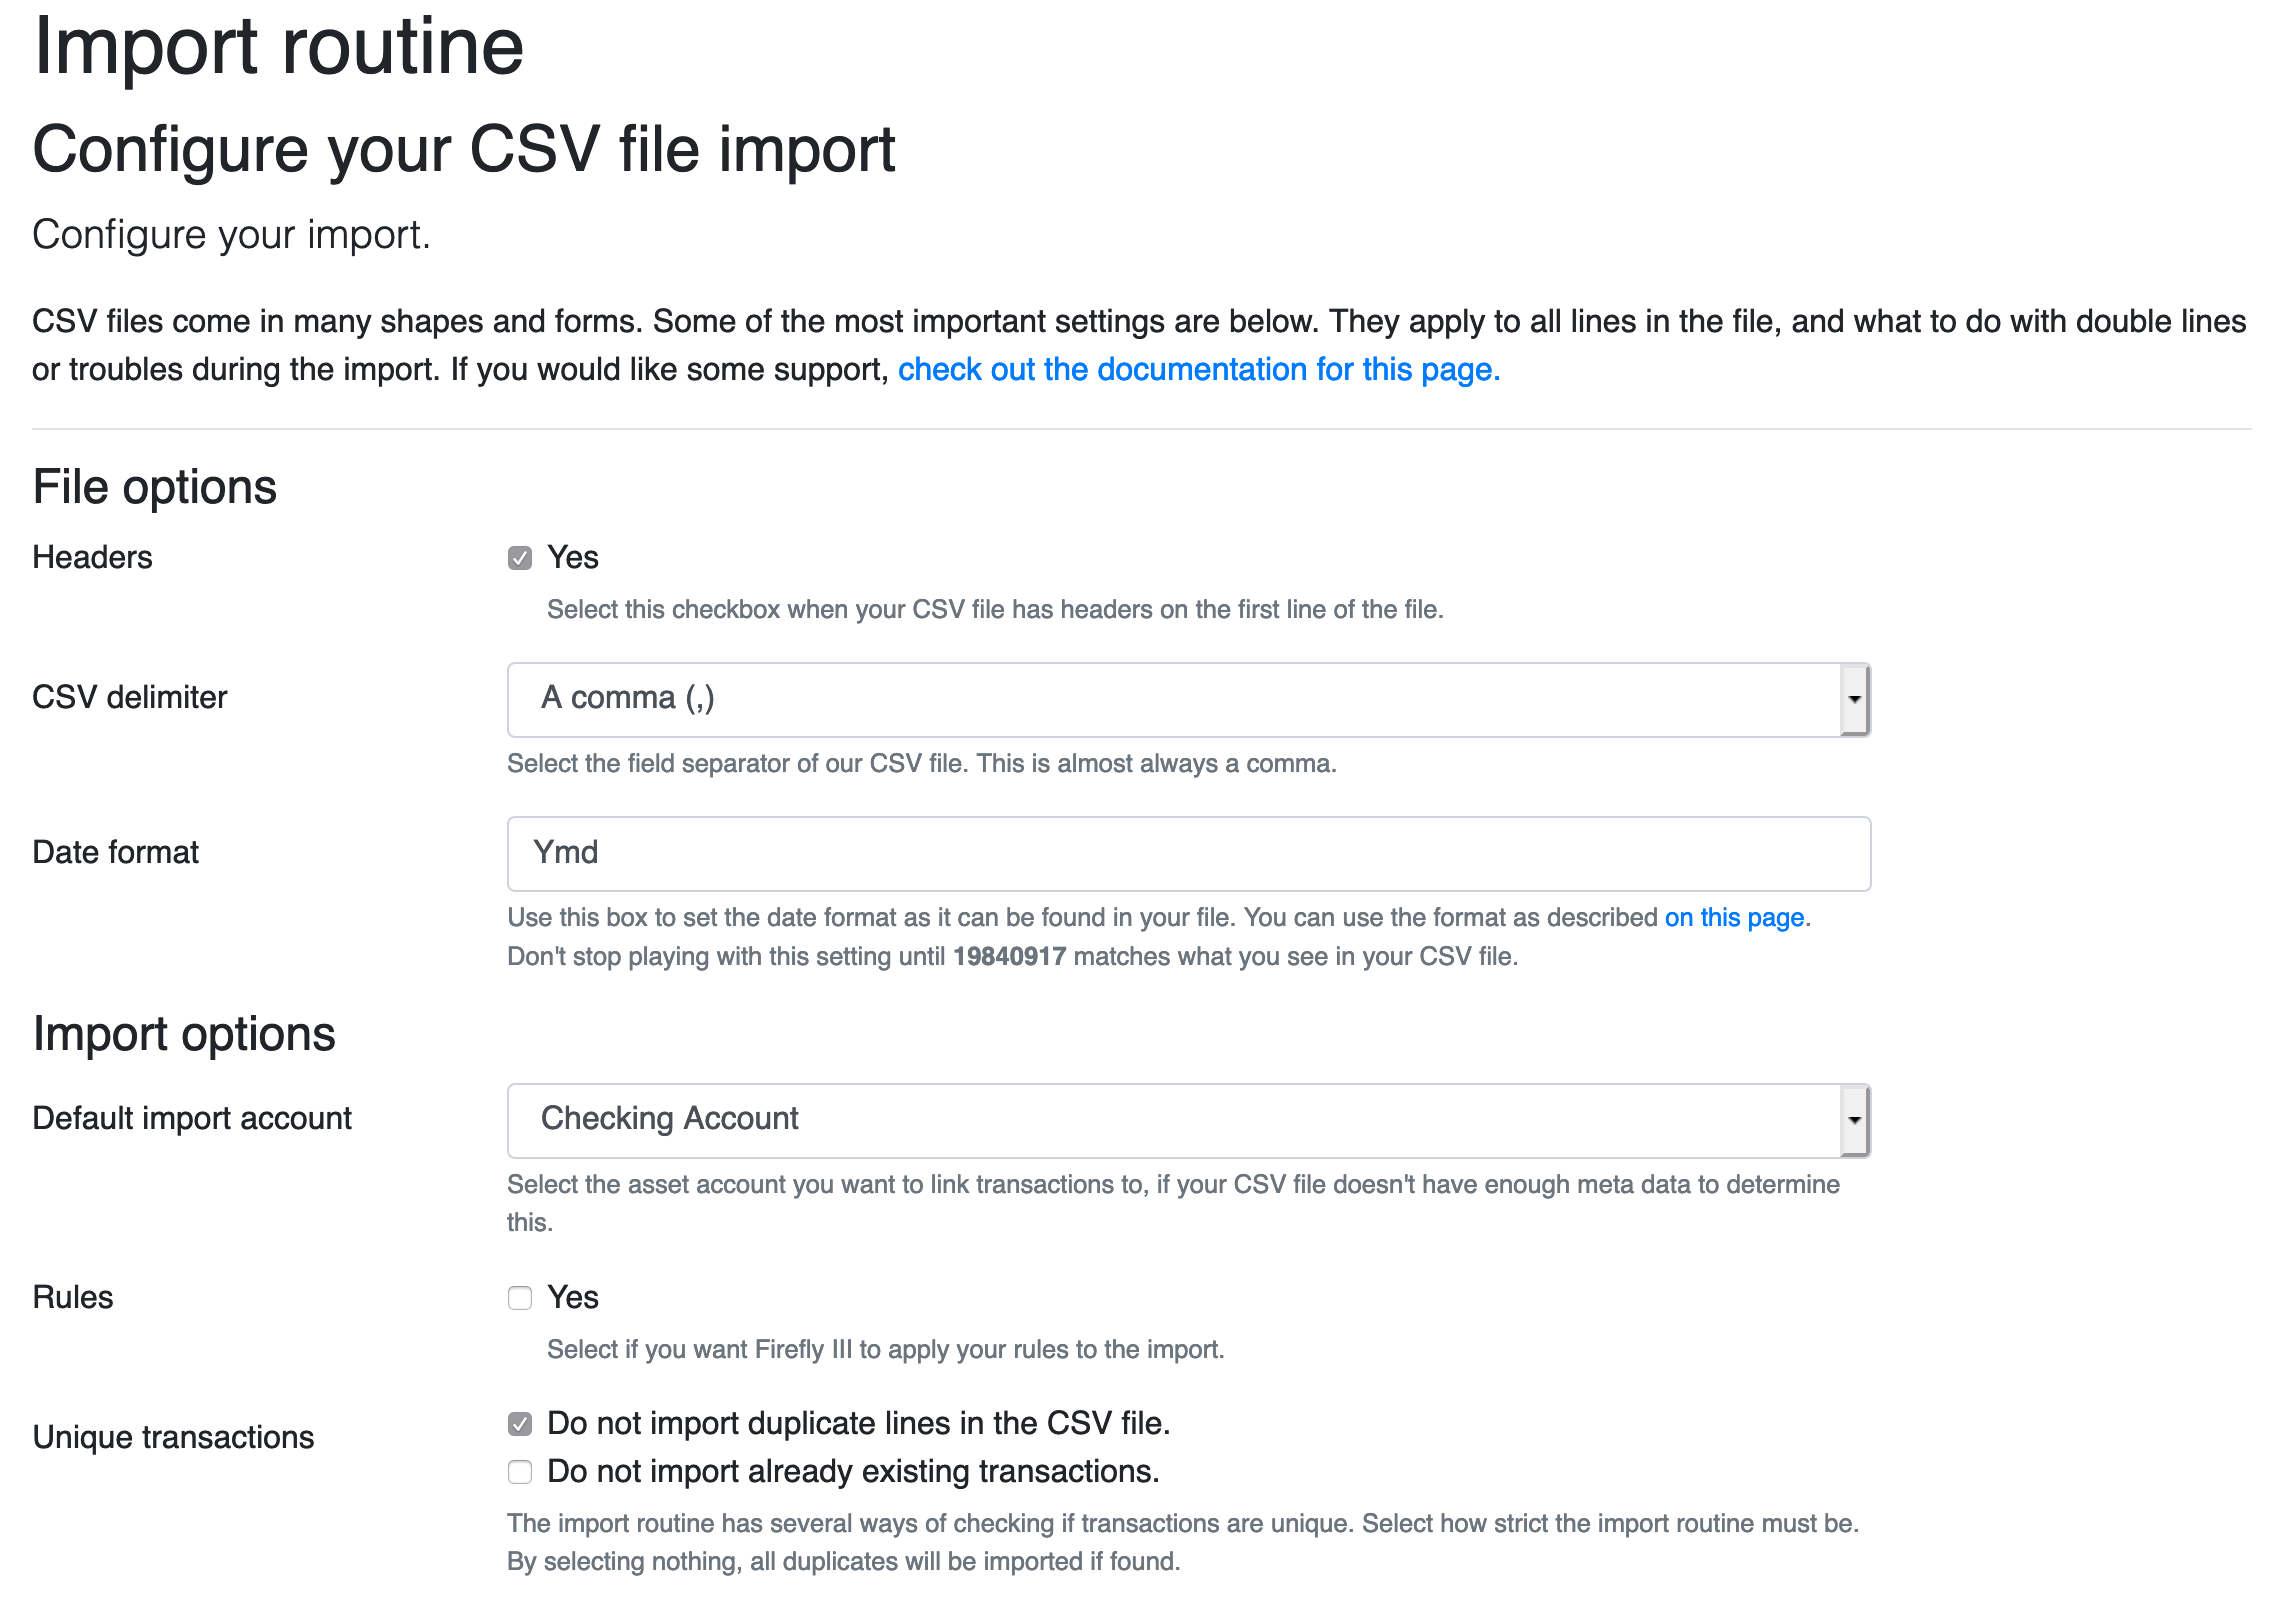 Import routine
Configure your CSV file import
Configure your import.
CSV files come in many shapes and forms. Some of the most important settings are below. They apply to all lines in the file, and what to do with double lines
or troubles during the import. If you would like some support, check out the documentation for this page.
File options
Headers
Yes
Select this checkbox when your CSV file has headers on the first line of the file.
CSV delimiter
A comma (,)
Select the field separator of our CSV file. This is almost always a comma.
Date format
Ymd
Use this box to set the date format as it can be found in your file. You can use the format as described on this page.
Don't stop playing with this setting until 19840917 matches what you see in your CSV file.
Import options
Default import account
Checking Account
Select the asset account you want to link transactions to, if your CSV file doesn't have enough meta data to determine
this.
Rules
Yes
Select if you want Firefly III to apply your rules to the import.
Unique transactions
Do not import duplicate lines in the CSV file.
Do not import already existing transactions.
The import routine has several ways of checking if transactions are unique. Select how strict the import routine must be.
By selecting nothing, all duplicates will be imported if found.